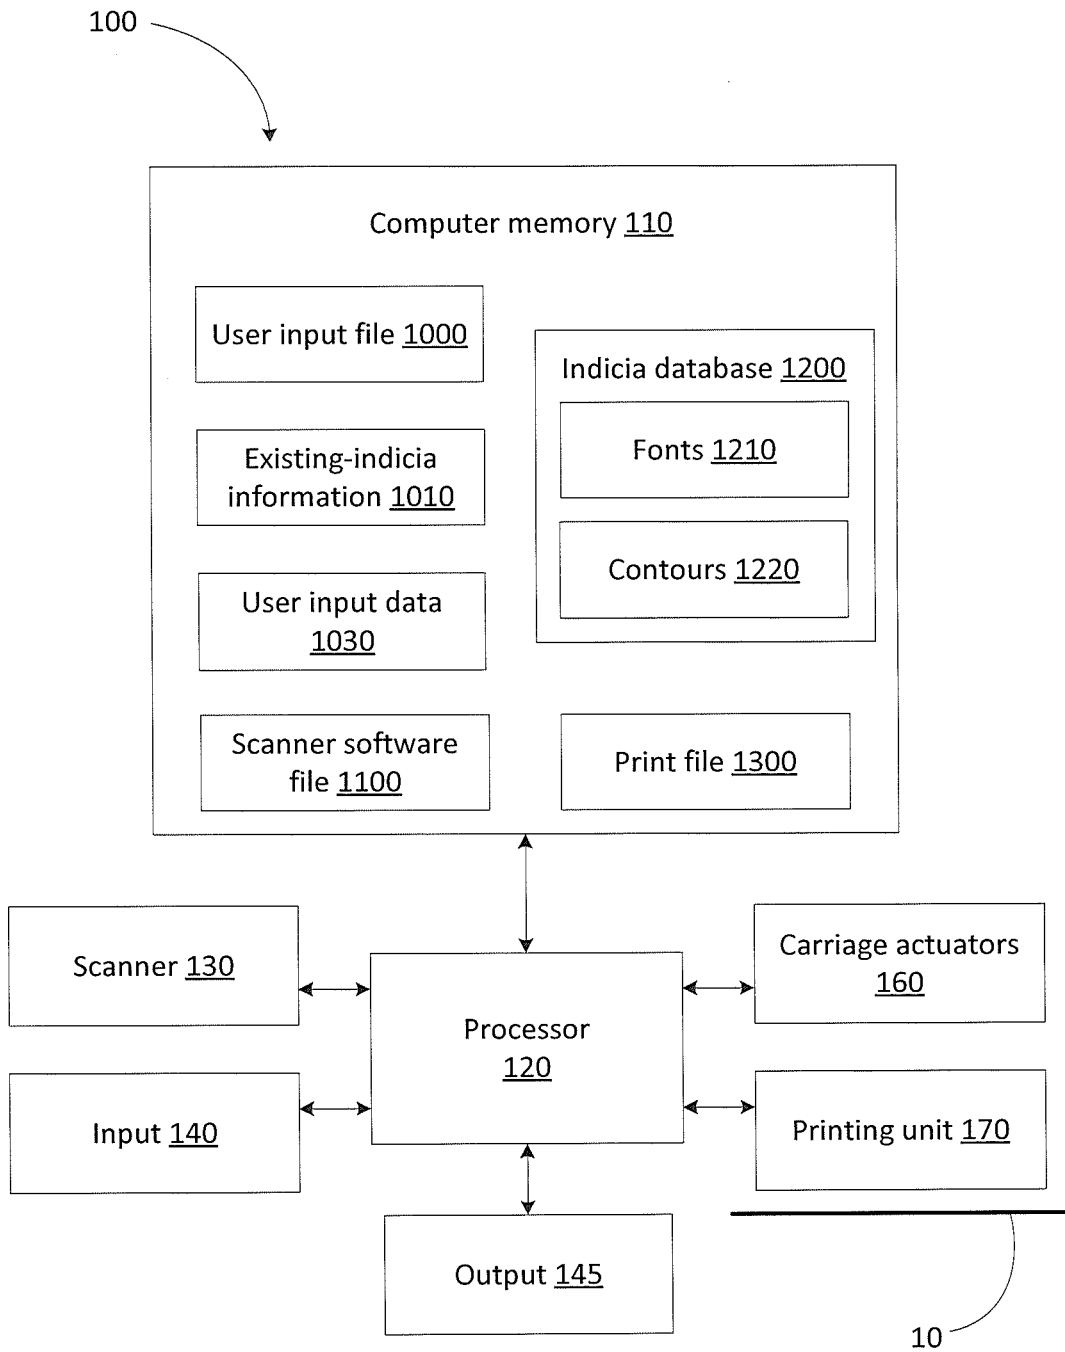 100
Computer memory 110
User input file 1000
Indicia database 1200
Fonts 1210
Existing-indicia
information 1010
Contours 1220
User input data
1030
Scanner software
file 1100
Print file 1300
Scanner 130
Carriage actuators
160
Processor
120
Input 140
Printing unit 170
Output 145
10